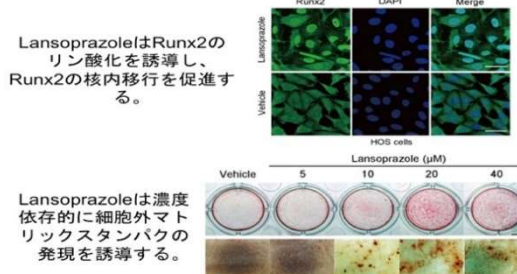 Runx2 DAPI Merge
LansoprazoleはRunx2の
リン酸化を誘導し、
Runx2の核内移行を促進す
る。
Lansoprazole
Vehicle
HOS cells
Lansoprazole (μM)
Vehicle 5 10 20 40
Lansoprazoleは濃度
依存的に細胞外マト
リックスタンパクの
発現を誘導する。